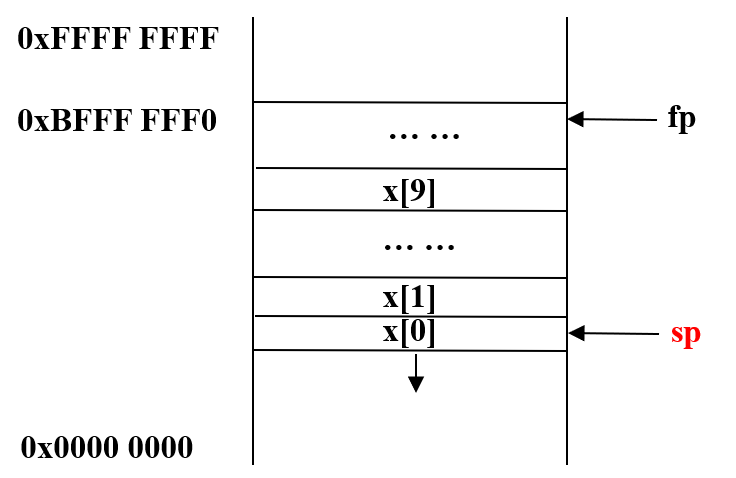 0xFFFF FFFF
0xBFFF FFF0
… …
fp
x[9]
… …
x[1]
x[0]
sp
0x0000 0000